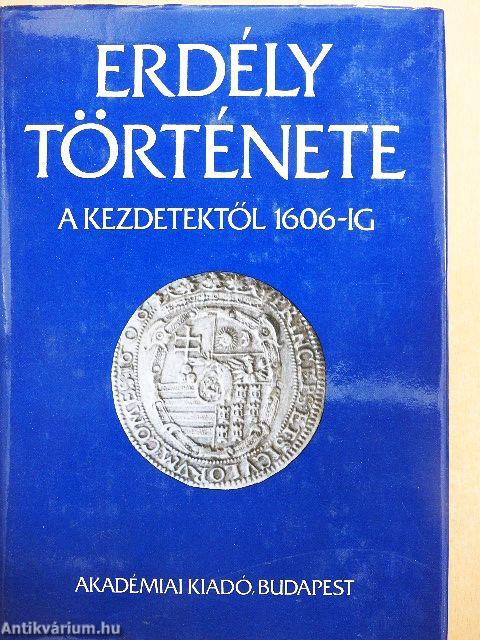 ERDÉLY
TÖRTÉNETE
A KEZDETEKTŐL 1606-IG
AKADÉMIAI KIADÓ, BUDAPEST
Antikvárium.hu